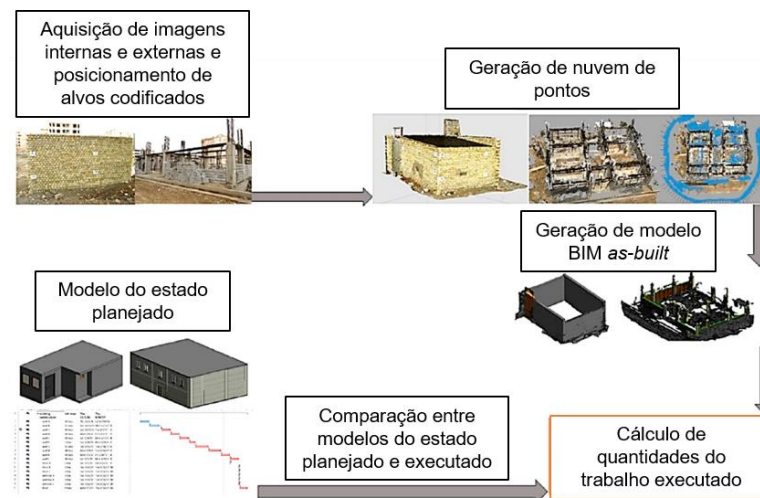 Aquisição de imagens
internas e externas e
posicionamento de
alvos codificados
Geração de nuvem de
pontos
Geração de modelo
BIM as-built
Modelo do estado
planejado
Comparação entre
modelos do estado
planejado e executado
Cálculo de
quantidades do
trabalho executado